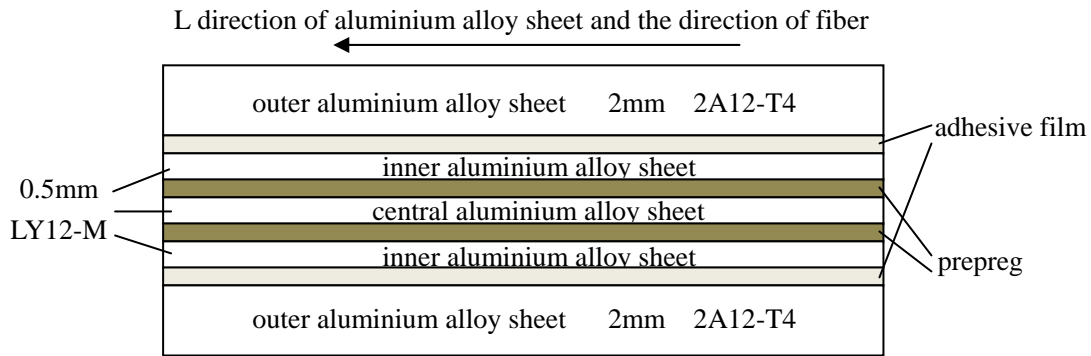 L direction of aluminium alloy sheet and the direction of fiber
outer aluminium alloy sheet 2mm 2A12-T4
adhesive film
inner aluminium alloy sheet
0.5mm
central aluminium alloy sheet
LY12-M
inner aluminium alloy sheet
prepreg
outer aluminium alloy sheet 2mm 2A12-T4